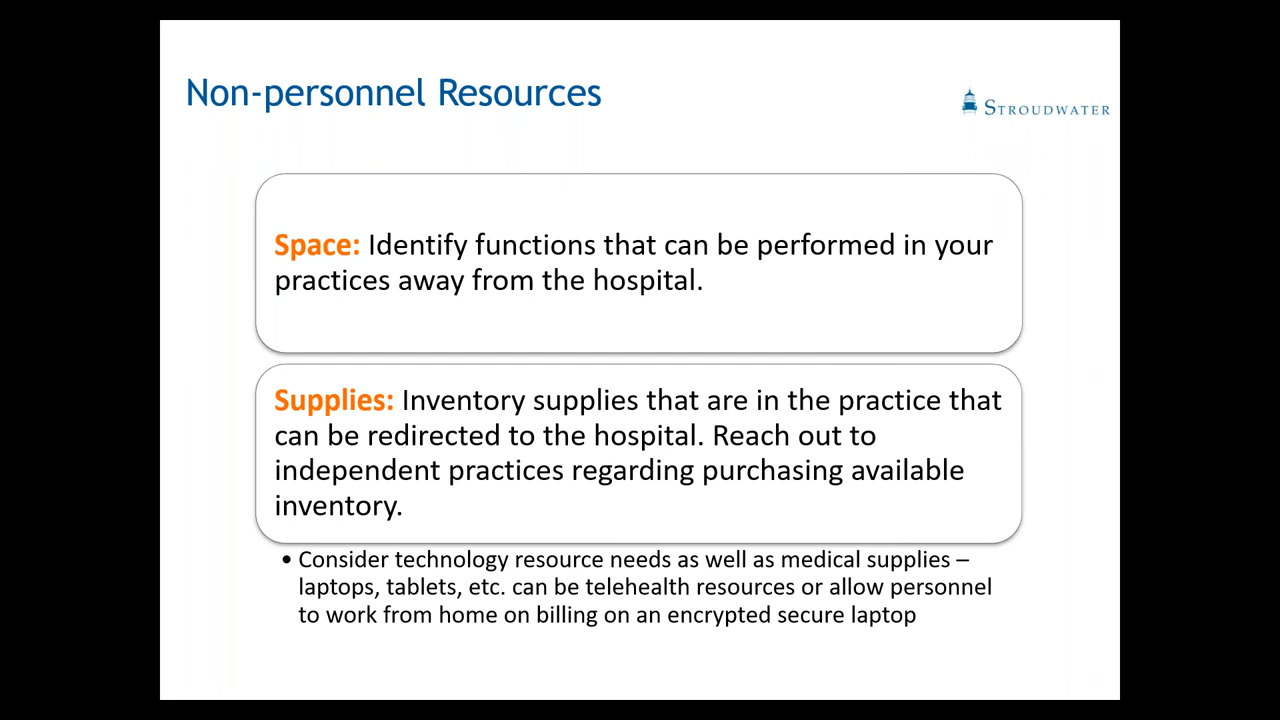 Non-personnel Resources
STROUDWATER
Space: Identify functions that can be performed in your
practices away from the hospital.
Supplies: Inventory supplies that are in the practice that
can be redirected to the hospital. Reach out to
independent practices regarding purchasing available
inventory.
• Consider technology resource needs as well as medical supplies –
laptops, tablets, etc. can be telehealth resources or allow personnel
to work from home on billing on an encrypted secure laptop